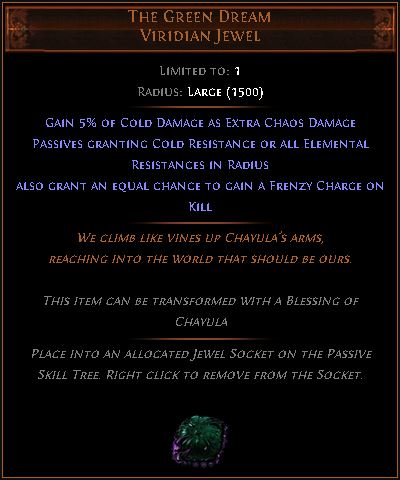 The Green Dream
Viridian Jewel
Limited to: 1
Radius: Large (1500)
Gain 5% of Cold Damage as Extra Chaos Damage
Passives granting Cold Resistance or all Elemental
Resistances in Radius
also grant an equal chance to gain a Frenzy Charge on
Kill
We climb like vines up Chayula's arms,
reaching into the world that should be ours.
This item can be transformed with a Blessing of
Chayula
Place into an allocated Jewel Socket on the Passive
Skill Tree. Right click to remove from the Socket.